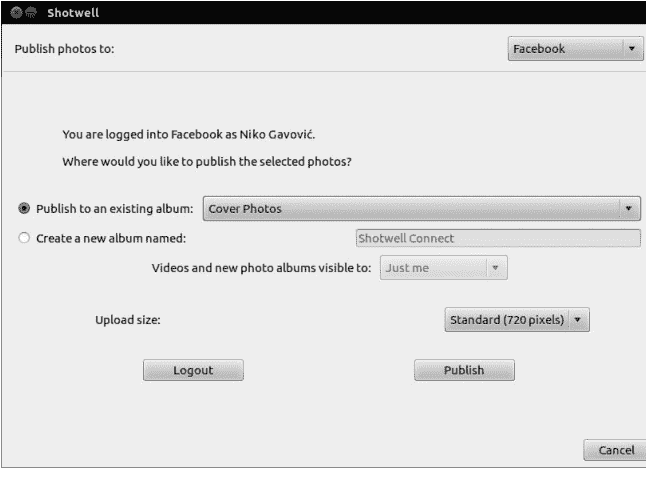 Shotwell
Publish photos to: Facebook
You are logged into Facebook as Niko Gavović.
Where would you like to publish the selected photos?
Publish to an existing album: Cover Photos
Create a new album named: Shotwell Connect
Videos and new photo albums visible to: Just me
Upload size: Standard (720 pixels)
Logout Publish
Cancel